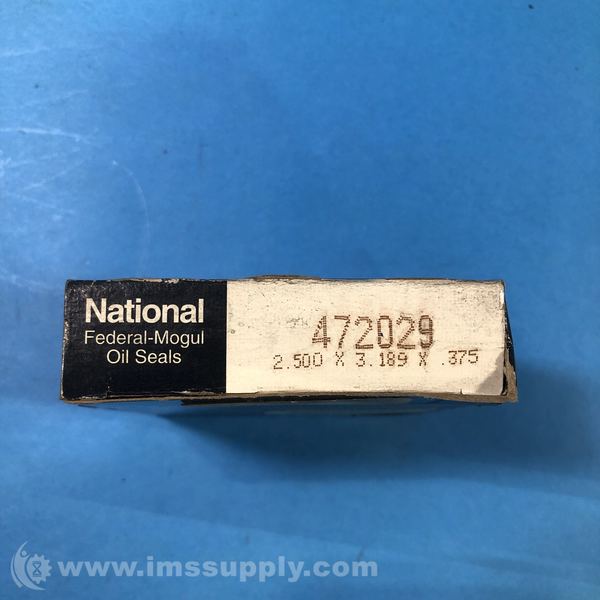 National
Federal-Mogul
Oil Seals
472029
2.500 X 3.189 X .375
www.imssupply.com